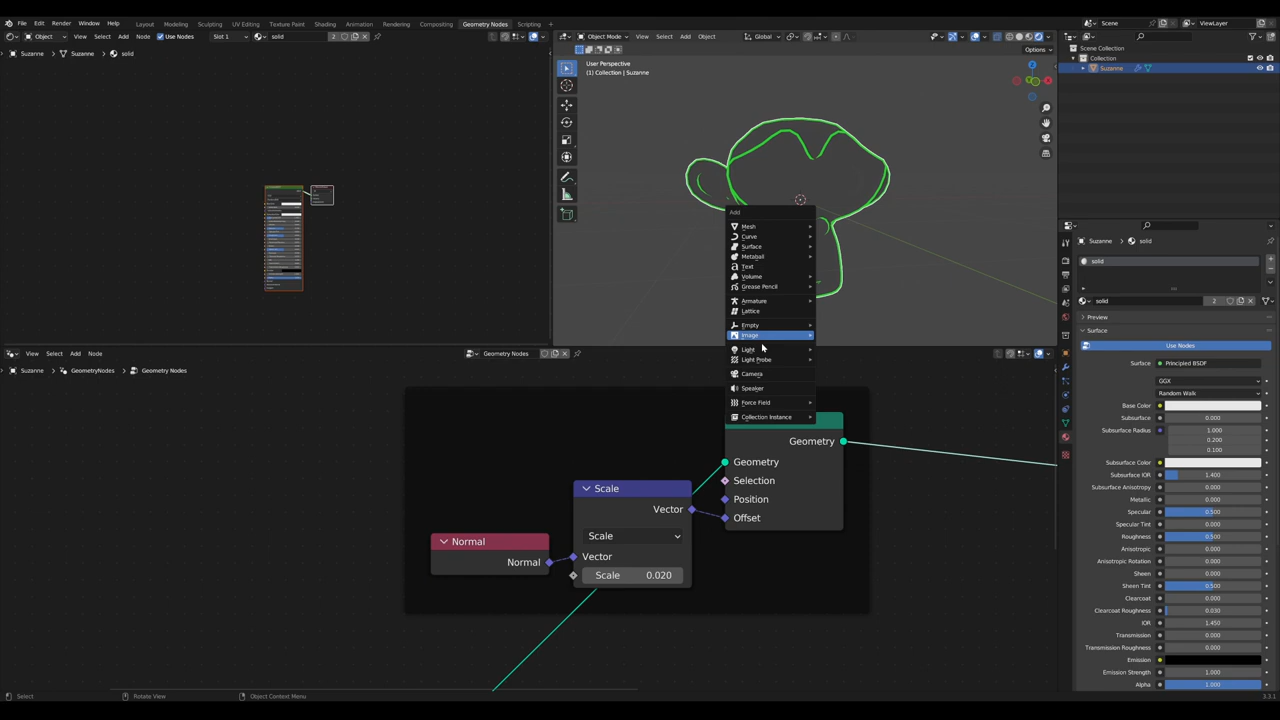 File Edit Render Window Help Layout Modeling Sculpting UV Editing Texture Paint Shading Animation Rendering Compositing Geometry Nodes Scripting Scene ViewLayer
Object View Select Add Node Use Nodes Slot 1 solid 2
Object Mode View Select Add Object Global
Options
Suzanne Suzanne solid
User Perspective
(1) Collection | Suzanne
Scene Collection
Collection
Suzanne
Add
Mesh
Curve
Surface
Metaball
Text
Volume
Grease Pencil
Armature
Lattice
Empty
Image
Light
Light Probe
Camera
Speaker
Force Field
Collection Instance
View Select Add Node Geometry Nodes
Suzanne GeometryNodes Geometry Nodes
Geometry
Geometry
Selection
Position
Offset
Scale
Vector
Scale
Vector
Scale 0.020
Normal
Normal
Suzanne solid
solid
solid 2
Preview
Surface
Use Nodes
Surface Principled BSDF
GGX
Random Walk
Base Color
Subsurface 0.000
Subsurface Radius 1.000
0.200
0.100
Subsurface Color
Subsurface IOR 1.400
Subsurface Anisotropy 0.000
Metallic 0.000
Specular 0.500
Specular Tint 0.000
Roughness 0.500
Anisotropic 0.000
Anisotropic Rotation 0.000
Sheen 0.000
Sheen Tint 0.500
Clearcoat 0.000
Clearcoat Roughness 0.030
IOR 1.450
Transmission 0.000
Transmission Roughness 0.000
Emission
Emission Strength 1.000
Alpha 1.000
Select Rotate View Object Context Menu 3.3.1